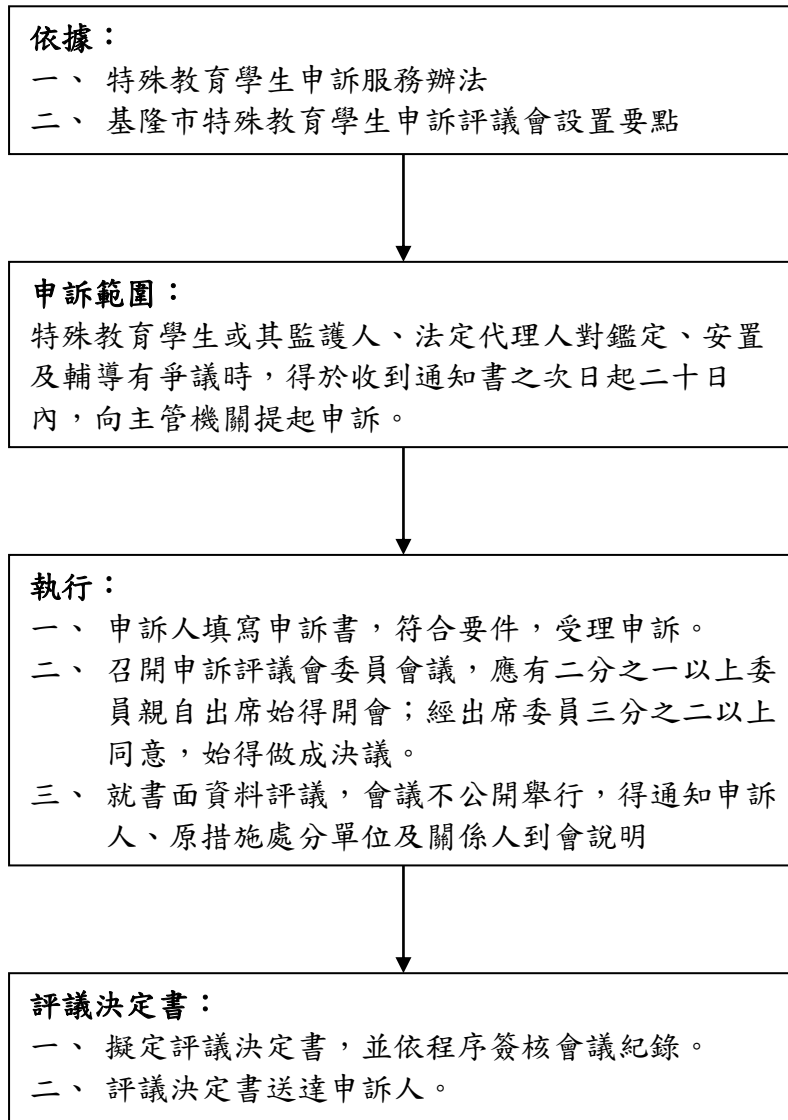 依據：
一、 特殊教育學生申訴服務辦法
二、 基隆市特殊教育學生申訴評議會設置要點
申訴範圍：
特殊教育學生或其監護人、法定代理人對鑑定、安置
及輔導有爭議時，得於收到通知書之次日起二十日
內，向主管機關提起申訴。
執行：
一、 申訴人填寫申訴書，符合要件，受理申訴。
二、 召開申訴評議會委員會議，應有二分之一以上委
員親自出席始得開會；經出席委員三分之二以上
同意，始得做成決議。
三、 就書面資料評議，會議不公開舉行，得通知申訴
人、原措施處分單位及關係人到會說明
評議決定書：
一、 擬定評議決定書，並依程序簽核會議紀錄。
二、 評議決定書送達申訴人。